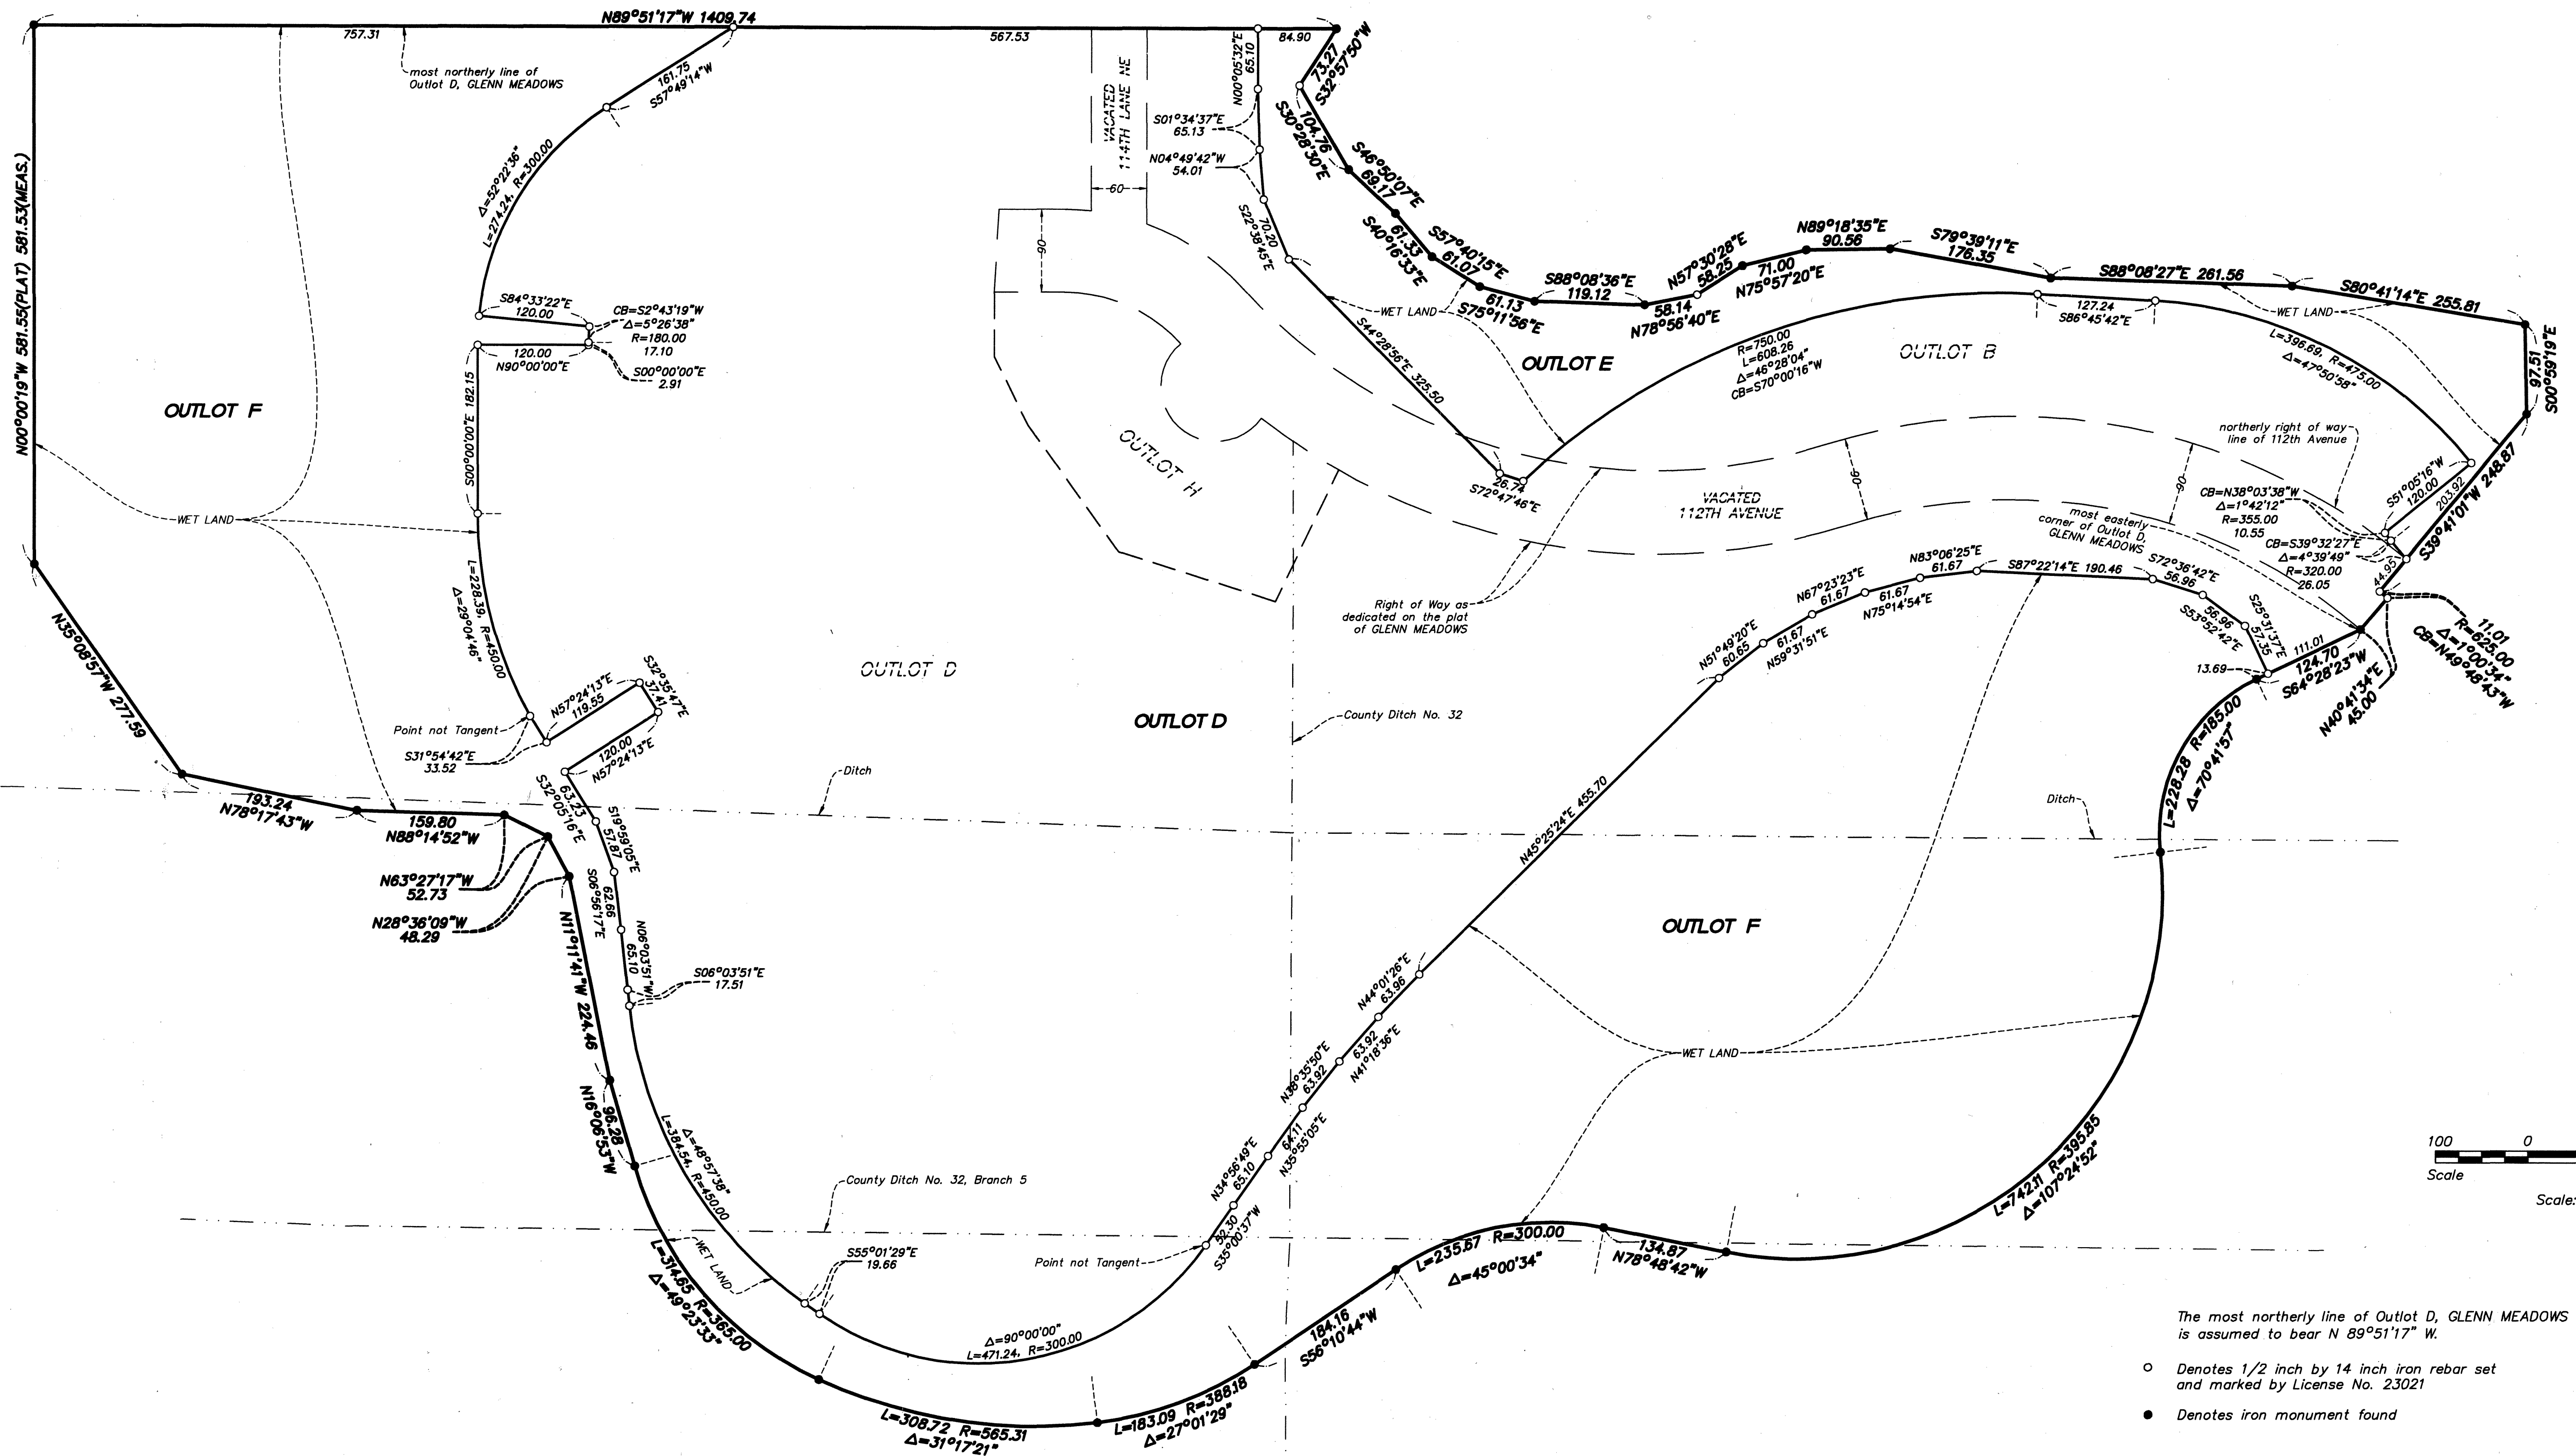 N89°51'17"W 1409.74
757.31
567.53
84.90
most northerly line of
Outlot D, GLENN MEADOWS
161.75
S57°49'14"W
VACATED
114TH LANE NE
N00°05'32"E
65.10
73.27
S32°57'50"W
S01°34'37"E
65.13
N04°49'42"W
54.01
60
104.76
S30°28'30"E
S46°50'07"E
69.17
N00°00'19"W 581.55(PLAT) 581.53(MEAS.)
Δ=52°22'36"
L=274.24, R=300.00
70.20
S22°38'45"E
90
61.33
S40°16'33"E
S57°40'15"E
61.07
61.13
S75°11'56"E
S88°08'36"E
119.12
58.14
N78°56'40"E
N57°30'28"E
58.25
71.00
N75°57'20"E
N89°18'35"E
90.56
S79°39'11"E
176.35
S88°08'27"E 261.56
S80°41'14"E 255.81
S84°33'22"E
120.00
CB=S2°43'19"W
Δ=5°26'38"
R=180.00
17.10
WET LAND
127.24
S86°45'42"E
WET LAND
L=396.69, R=475.00
Δ=47°50'58"
97.51
S00°59'19"E
120.00
N90°00'00"E
S00°00'00"E
2.91
S44°28'56"E 325.50
R=750.00
L=608.26
Δ=46°28'04"
CB=S70°00'16"W
OUTLOT E
OUTLOT B
OUTLOT F
S00°00'00"E 182.15
OUTLOT H
26.74
S72°47'46"E
VACATED
112TH AVENUE
90
90
northerly right of way
line of 112th Avenue
S51°05'16"W
120.00
203.92
S39°41'01"W 248.87
CB=N38°03'38"W
Δ=1°42'12"
R=355.00
10.55
most easterly
corner of Outlot D,
GLENN MEADOWS
CB=S39°32'27"E
Δ=4°39'49"
R=320.00
26.05
44.95
WET LAND
L=228.39, R=450.00
Δ=29°04'46"
Right of Way as
dedicated on the plat
of GLENN MEADOWS
N51°49'20"E
60.65
61.67
N59°31'51"E
N67°23'23"E
61.67
61.67
N75°14'54"E
N83°06'25"E
61.67
S87°22'14"E 190.46
S72°36'42"E
56.96
56.96
S53°52'42"E
S25°31'37"E
57.35
111.01
124.70
S64°28'23"W
13.69
11.01
R=625.00
Δ=1°00'34"
CB=N49°48'43"W
N40°41'34"E
45.00
N35°08'57"W 277.59
OUTLOT D
OUTLOT D
Point not Tangent
S31°54'42"E
33.52
N57°24'13"E
119.55
S32°35'47"E
37.41
120.00
N57°24'13"E
County Ditch No. 32
Ditch
193.24
N78°17'43"W
159.80
N88°14'52"W
N63°27'17"W
52.73
N28°36'09"W
48.29
63.23
S32°05'16"E
S19°59'05"E
57.87
62.66
S06°56'17"E
N06°03'51"W
65.10
S06°03'51"E
17.51
N11°11'41"W 224.46
96.28
N16°06'53"W
N45°25'24"E 455.70
Ditch
L=228.28 R=185.00
Δ=70°41'57"
OUTLOT F
WET LAND
N44°01'26"E
63.96
63.92
N41°18'36"E
N38°35'50"E
63.92
64.11
N35°55'05"E
N34°56'49"E
65.10
52.30
S35°00'37"W
Δ=48°57'38"
L=384.54, R=450.00
County Ditch No. 32, Branch 5
S55°01'29"E
19.66
Point not Tangent
WET LAND
L=314.65 R=365.00
Δ=49°23'33"
Δ=90°00'00"
L=471.24, R=300.00
L=308.72 R=565.31
Δ=31°17'21"
L=183.09 R=388.18
Δ=27°01'29"
184.16
S56°10'44"W
L=235.67 R=300.00
Δ=45°00'34"
134.87
N78°48'42"W
L=742.11 R=395.85
Δ=107°24'52"
100 0
Scale
Scale:
The most northerly line of Outlot D, GLENN MEADOWS
is assumed to bear N 89°51'17" W.
Denotes 1/2 inch by 14 inch iron rebar set
and marked by License No. 23021
Denotes iron monument found